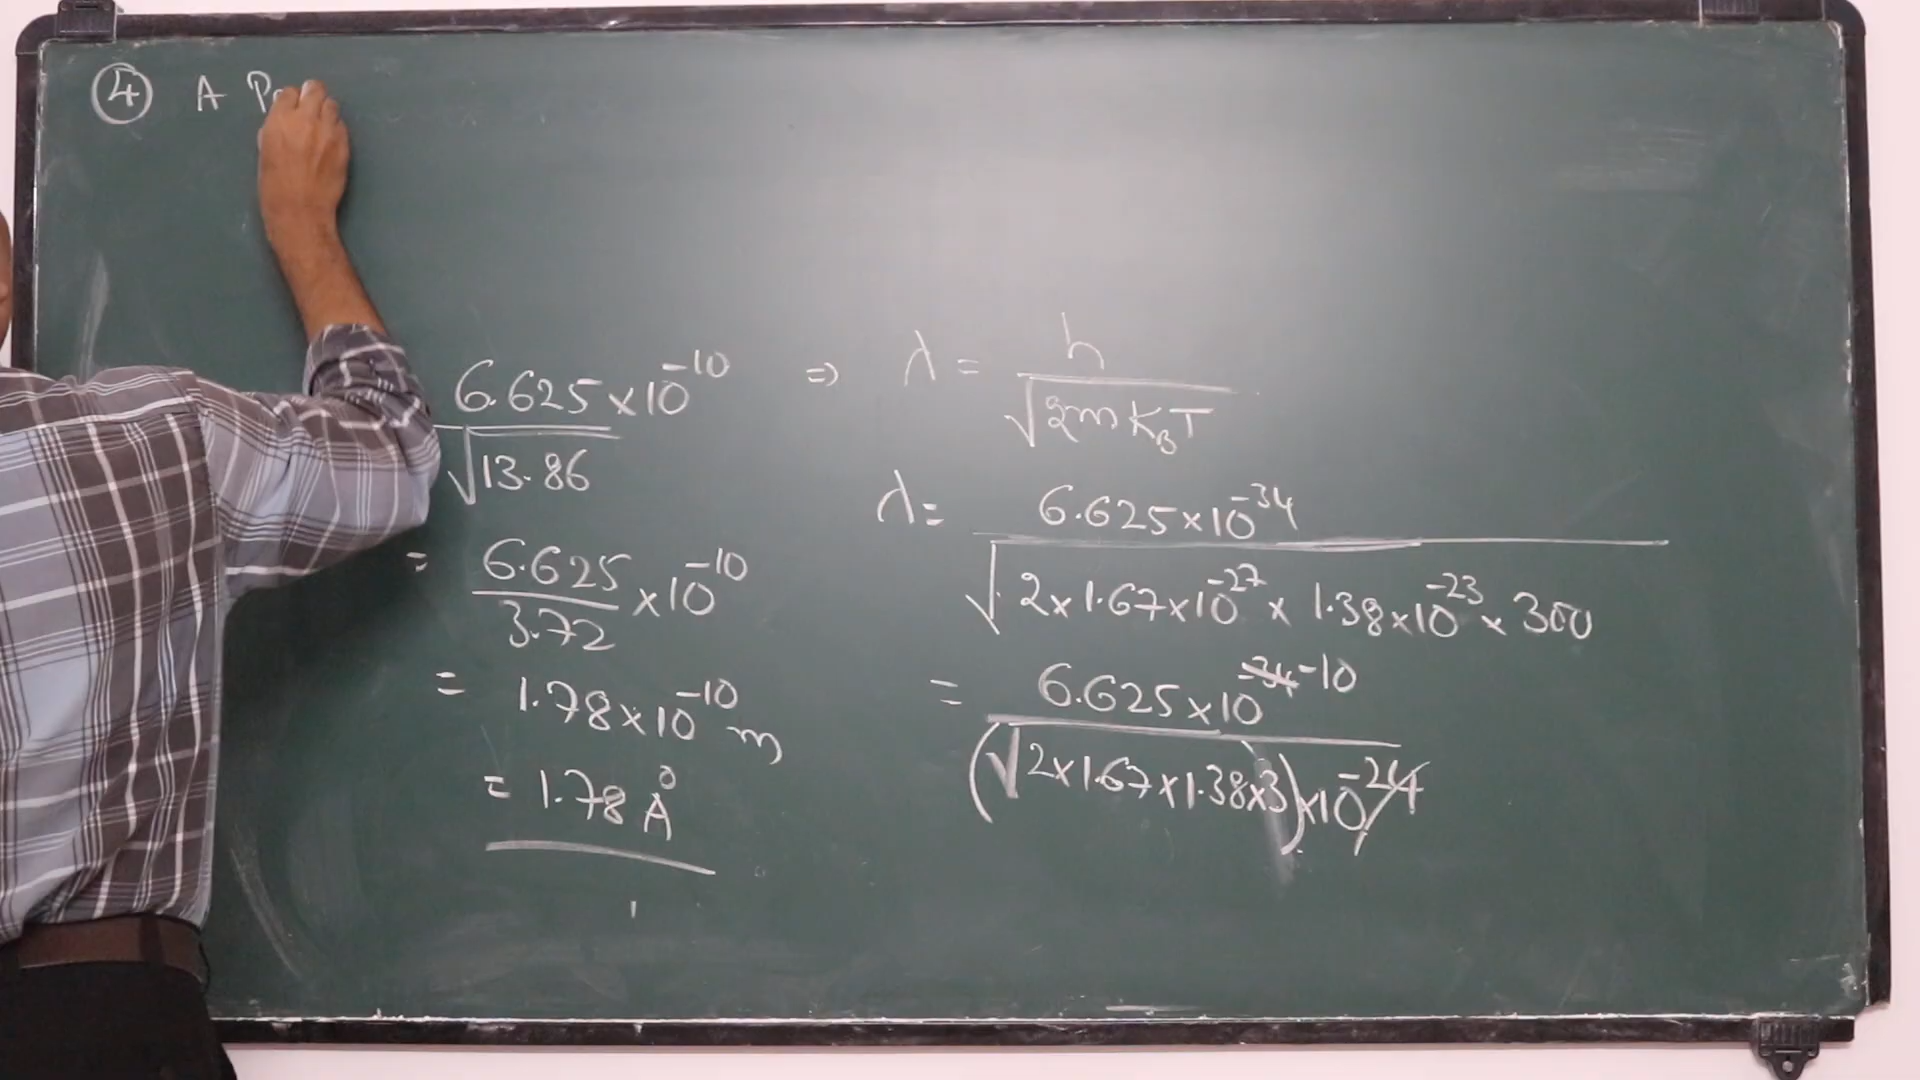 ④ A
6.625×10⁻¹⁰ / √13.86
= 6.625/3.72 ×10⁻¹⁰
= 1.78×10⁻¹⁰ m
= 1.78 Å
⇒ λ = h / √2mK_BT
λ = 6.625×10⁻³⁴ / √2×1.67×10⁻²⁷ × 1.38×10⁻²³ × 300
= 6.625×10⁻³⁴ ⁻¹⁰ / (√2×1.67×1.38×3)×10⁻²⁴